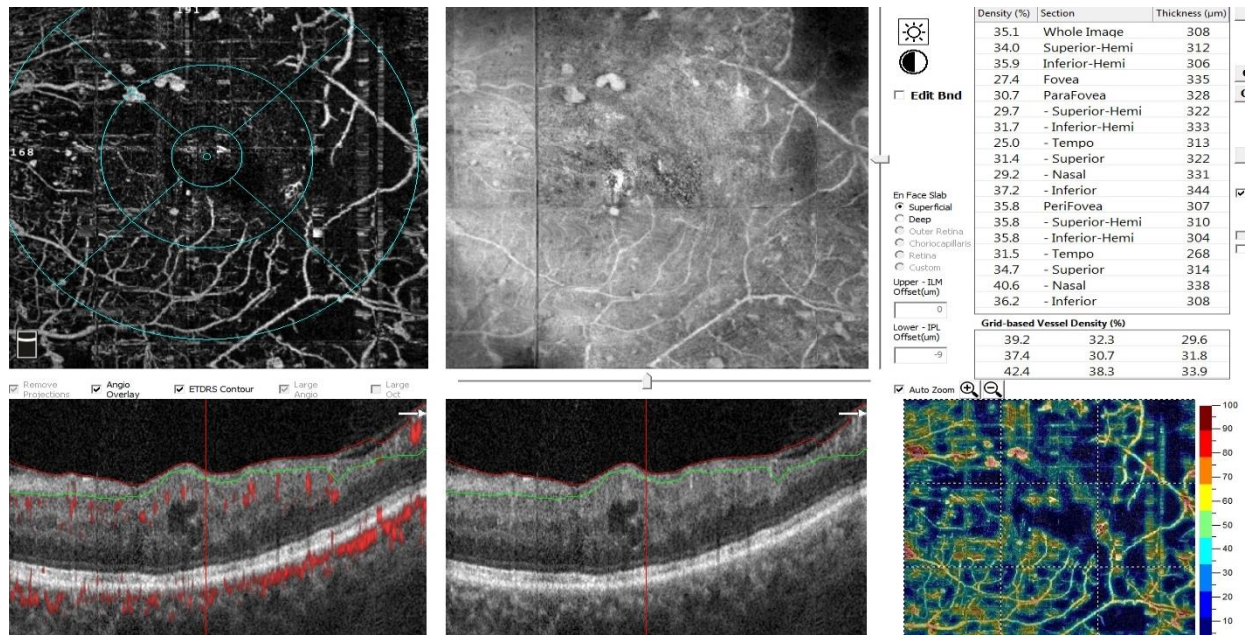 191
168
Edit Bnd
En Face Slab
Superficial
Deep
Outer Retina
Choriocapillaris
Retina
Custom
Upper - ILM
Offset(um)
0
Lower - IPL
Offset(um)
-9
Density (%) Section Thickness (µm)
35.1 Whole Image 308
34.0 Superior-Hemi 312
35.9 Inferior-Hemi 306
27.4 Fovea 335
30.7 ParaFovea 328
29.7 - Superior-Hemi 322
31.7 - Inferior-Hemi 333
25.0 - Tempo 313
31.4 - Superior 322
29.2 - Nasal 331
37.2 - Inferior 344
35.8 PeriFovea 307
35.8 - Superior-Hemi 310
35.8 - Inferior-Hemi 304
31.5 - Tempo 268
34.7 - Superior 314
40.6 - Nasal 338
36.2 - Inferior 308
Grid-based Vessel Density (%)
39.2 32.3 29.6
37.4 30.7 31.8
42.4 38.3 33.9
Remove
Projections
Angio
Overlay
ETDRS Contour
Large
Angio
Large
Oct
Auto Zoom
100
90
80
70
60
50
40
30
20
10